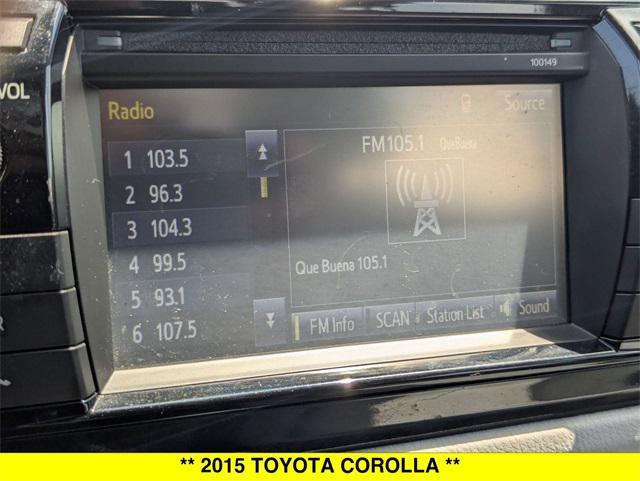 VOL
100149
Radio
Source
FM105.1 QueBuena
1 103.5
2 96.3
3 104.3
4 99.5
5 93.1
6 107.5
Que Buena 105.1
FM Info
SCAN
Station List
Sound
R
** 2015 TOYOTA COROLLA **